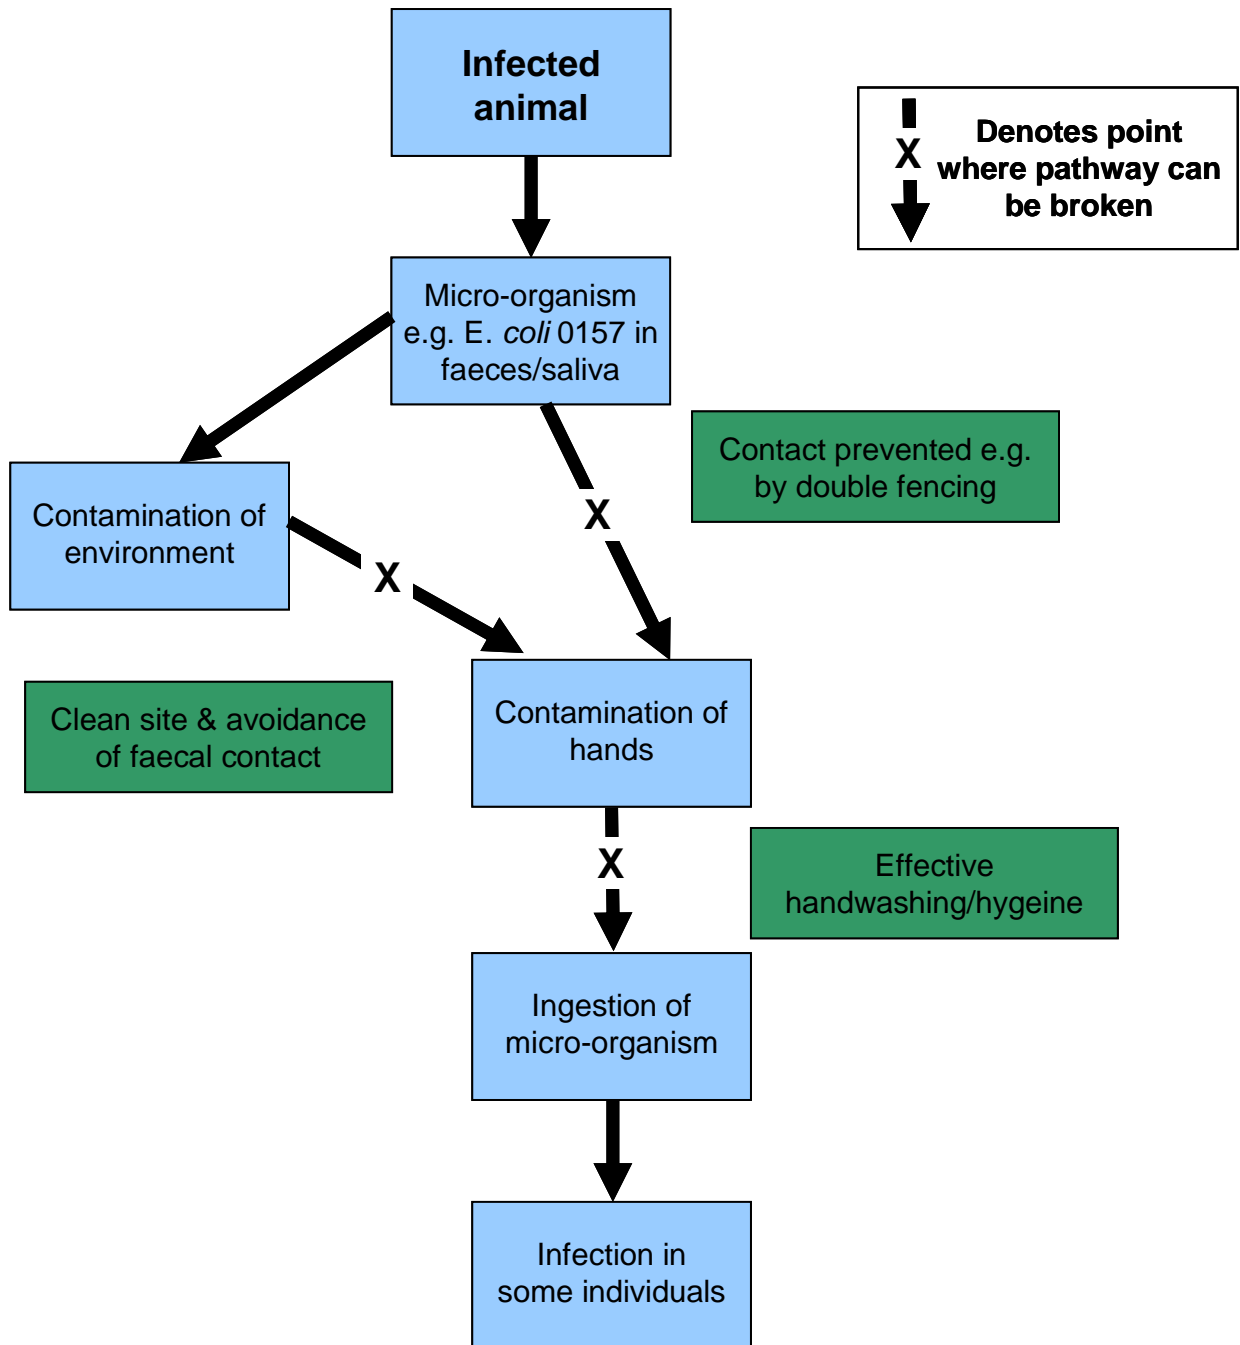 Infected
animal
X
Denotes point
where pathway can
be broken
Micro-organism
e.g. E. coli 0157 in
faeces/saliva
Contact prevented e.g.
by double fencing
X
Contamination of
environment
X
Clean site & avoidance
of faecal contact
Contamination of
hands
X
Effective
handwashing/hygeine
Ingestion of
micro-organism
Infection in
some individuals